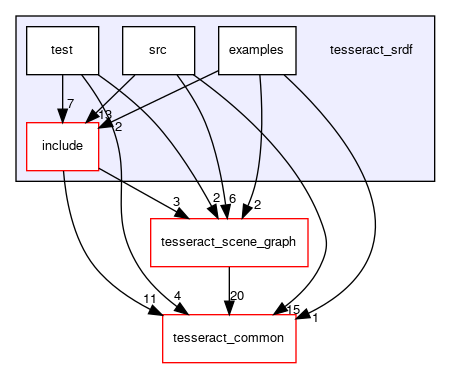 test
src
examples
tesseract_srdf
7
13
2
include
3
2
6
2
tesseract_scene_graph
11
4
20
15
1
tesseract_common